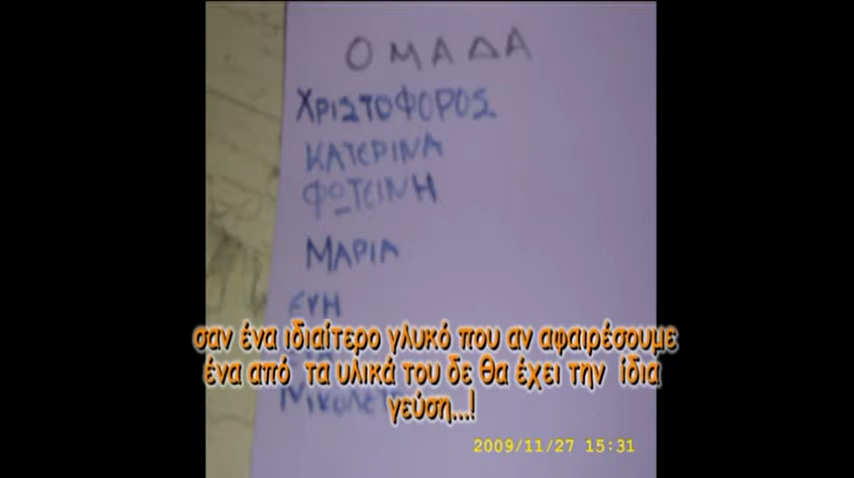 ΟΜΑΔΑ
ΧΡΙΣΤΟΦΟΡΟΣ
ΚΑΤΕΡΙΝΑ
ΦΩΤΕΙΝΗ
ΜΑΡΙΑ
ΕΥΗ
σαν ένα ιδιαίτερο γλυκό που αν αφαιρέσουμε
ένα από τα υλικά του δε θα έχει την ίδια
γεύση...!
2009/11/27 15:31